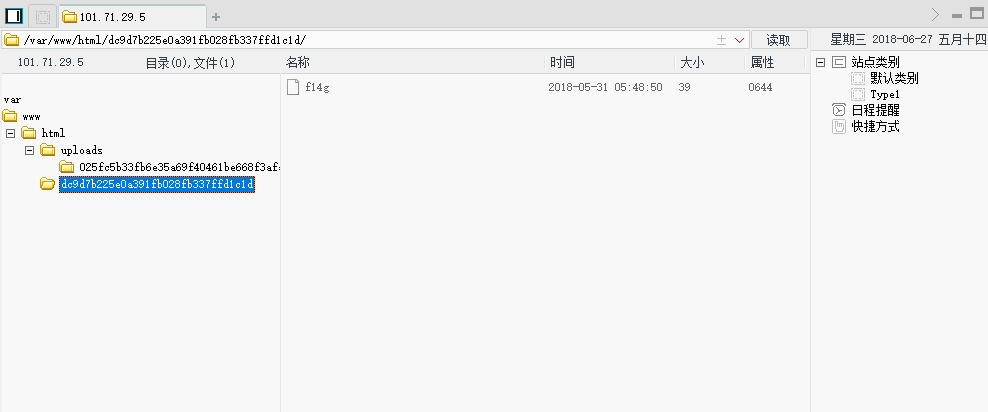 101.71.29.5
/var/www/html/dc9d7b225e0a391fb028fb337ffd1c1d/
读取
星期三 2018-06-27 五月十四
101.71.29.5
目录(0),文件(1)
名称 时间 大小 属性
站点类别
默认类别
Type1
日程提醒
快捷方式
f14g 2018-05-31 05:48:50 39 0644
var
www
html
uploads
025fc5b33fb6e35a69f40461be668f3af
dc9d7b225e0a391fb028fb337ffd1c1d